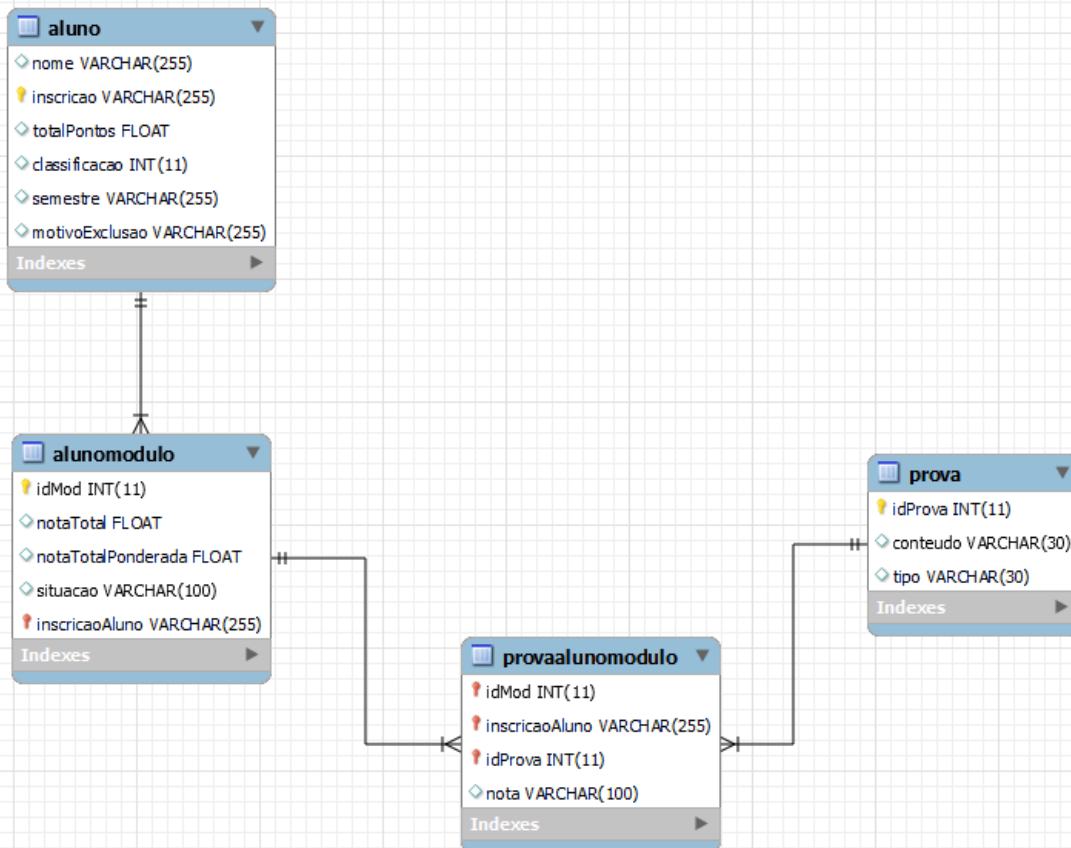 aluno
nome VARCHAR(255)
inscricao VARCHAR(255)
totalPontos FLOAT
classificacao INT(11)
semestre VARCHAR(255)
motivoExclusao VARCHAR(255)
Indexes
alunomodulo
idMod INT(11)
notaTotal FLOAT
notaTotalPonderada FLOAT
situacao VARCHAR(100)
inscricaoAluno VARCHAR(255)
Indexes
prova
idProva INT(11)
conteudo VARCHAR(30)
tipo VARCHAR(30)
Indexes
provaalunomodulo
idMod INT(11)
inscricaoAluno VARCHAR(255)
idProva INT(11)
nota VARCHAR(100)
Indexes